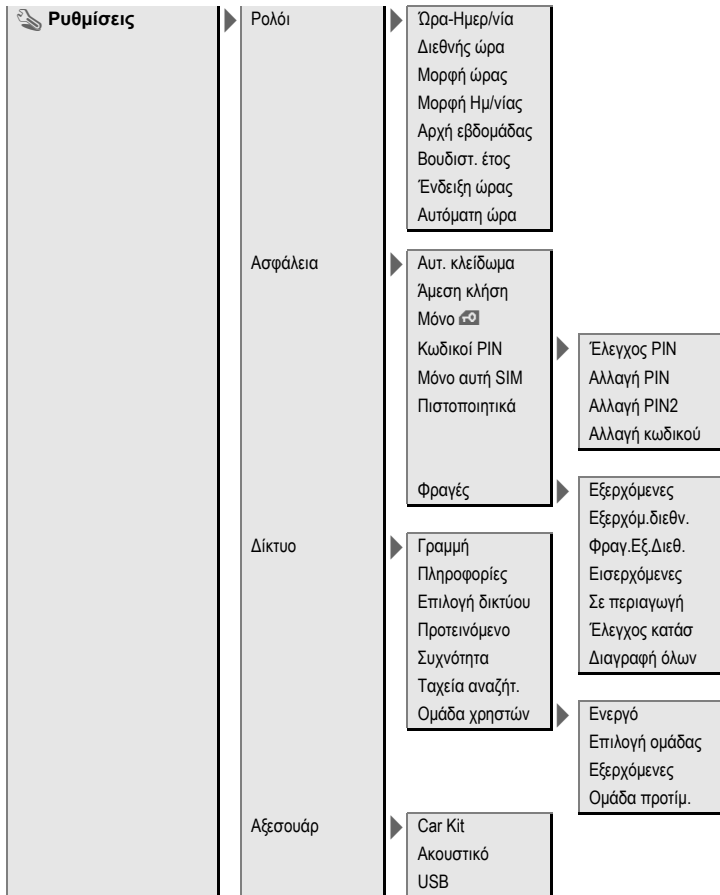 Ρυθμίσεις
Ρολόι
Ώρα-Ημερ/νία
Διεθνής ώρα
Μορφή ώρας
Μορφή Ημ/νίας
Αρχή εβδομάδας
Βουδιστ. έτος
Ένδειξη ώρας
Αυτόματη ώρα
Ασφάλεια
Αυτ. κλείδωμα
Άμεση κλήση
Μόνο
Κωδικοί PIN
Έλεγχος PIN
Αλλαγή PIN
Αλλαγή PIN2
Αλλαγή κωδικού
Μόνο αυτή SIM
Πιστοποιητικά
Φραγές
Εξερχόμενες
Εξερχόμ.διεθν.
Φραγ.Εξ.Διεθ.
Εισερχόμενες
Σε περιαγωγή
Έλεγχος κατάσ
Διαγραφή όλων
Δίκτυο
Γραμμή
Πληροφορίες
Επιλογή δικτύου
Προτεινόμενο
Συχνότητα
Ταχεία αναζήτ.
Ομάδα χρηστών
Ενεργό
Επιλογή ομάδας
Εξερχόμενες
Ομάδα προτίμ.
Αξεσουάρ
Car Kit
Ακουστικό
USB